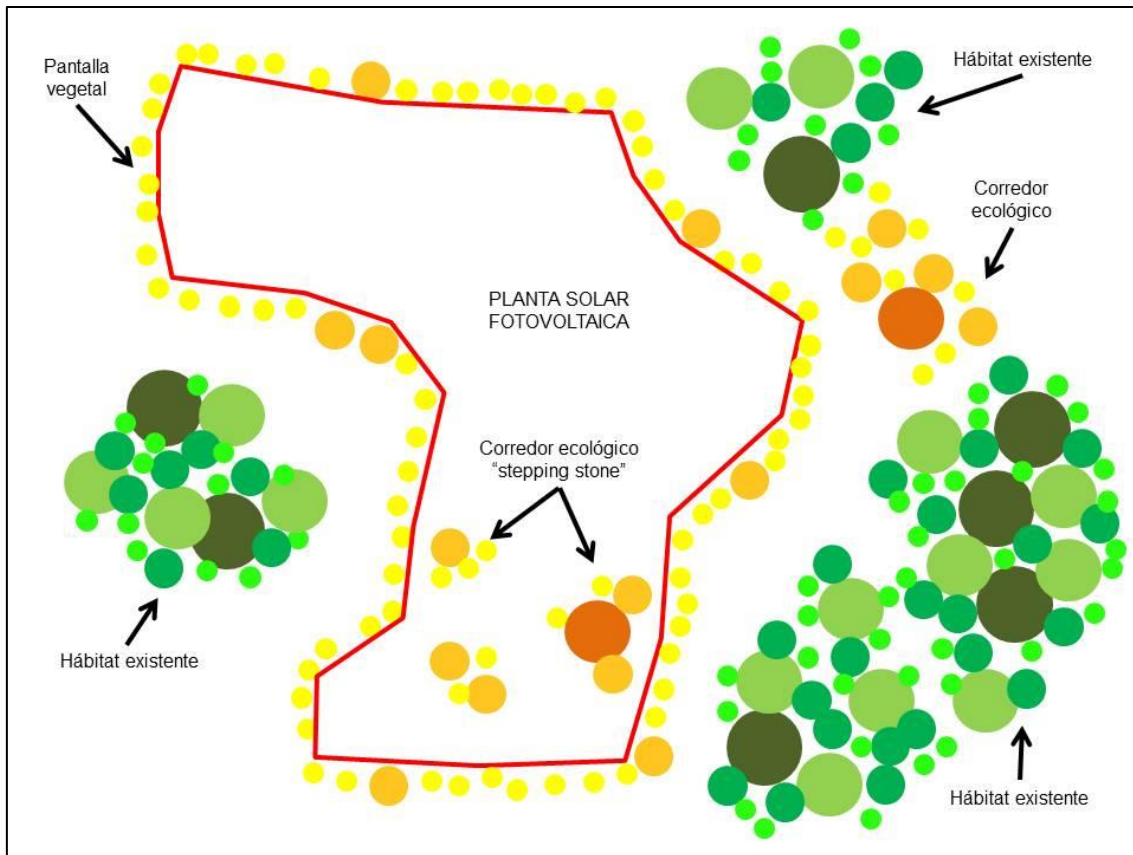 Pantalla
vegetal
Hábitat existente
Corredor
ecológico
PLANTA SOLAR
FOTOVOLTAICA
Corredor ecológico
“stepping stone”
Hábitat existente
Hábitat existente